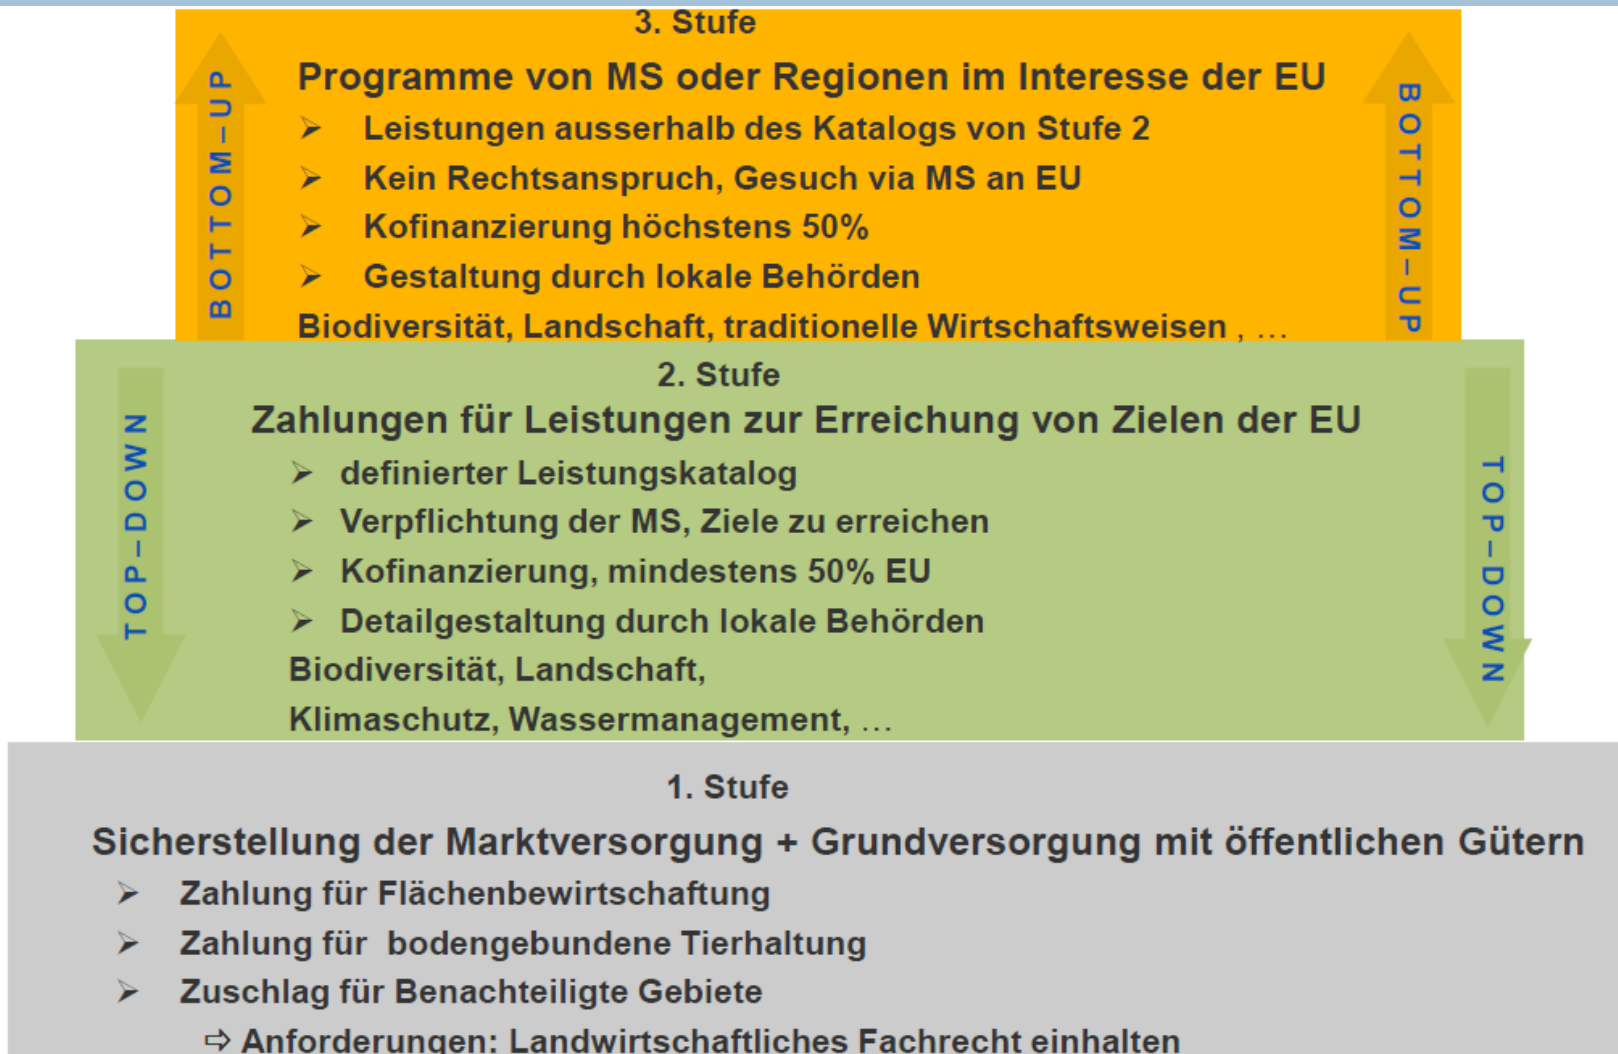 3. Stufe
Programme von MS oder Regionen im Interesse der EU
➢ Leistungen ausserhalb des Katalogs von Stufe 2
➢ Kein Rechtsanspruch, Gesuch via MS an EU
➢ Kofinanzierung höchstens 50%
➢ Gestaltung durch lokale Behörden
Biodiversität, Landschaft, traditionelle Wirtschaftsweisen , …
BOTTOM–UP
BOTTOM–UP
2. Stufe
Zahlungen für Leistungen zur Erreichung von Zielen der EU
➢ definierter Leistungskatalog
➢ Verpflichtung der MS, Ziele zu erreichen
➢ Kofinanzierung, mindestens 50% EU
➢ Detailgestaltung durch lokale Behörden
Biodiversität, Landschaft,
Klimaschutz, Wassermanagement, …
TOP–DOWN
TOP–DOWN
1. Stufe
Sicherstellung der Marktversorgung + Grundversorgung mit öffentlichen Gütern
➢ Zahlung für Flächenbewirtschaftung
➢ Zahlung für bodengebundene Tierhaltung
➢ Zuschlag für Benachteiligte Gebiete
⇨ Anforderungen: Landwirtschaftliches Fachrecht einhalten